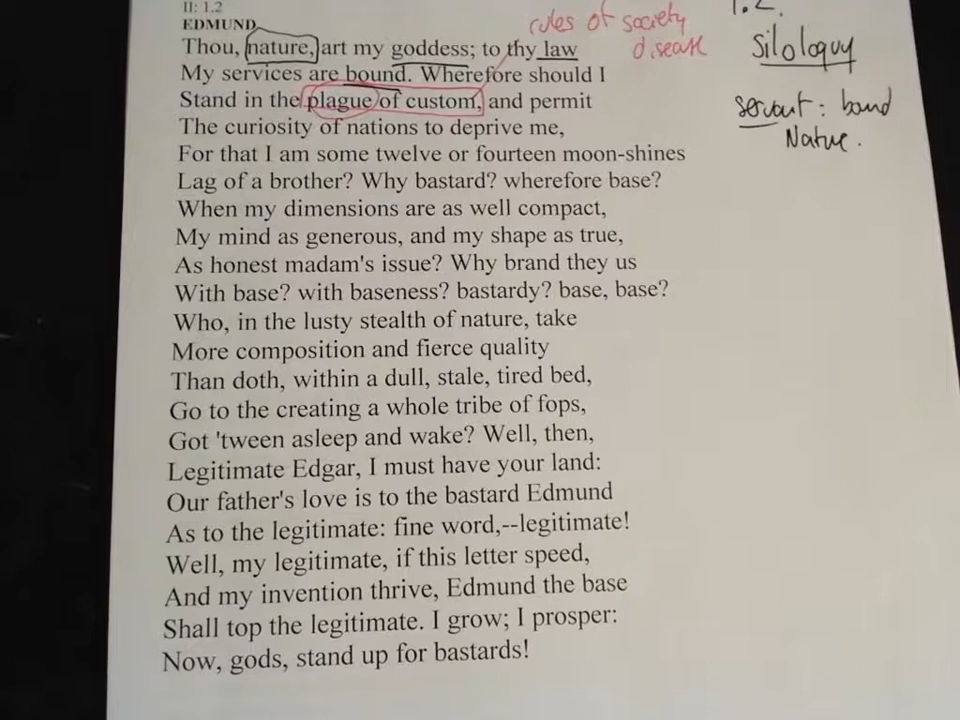 II: 1.2
EDMUND
rules of society
disease
1.2.
Silologuy
servant : bound
Nature.
Thou, nature, art my goddess; to thy law
My services are bound. Wherefore should I
Stand in the plague of custom, and permit
The curiosity of nations to deprive me,
For that I am some twelve or fourteen moon-shines
Lag of a brother? Why bastard? wherefore base?
When my dimensions are as well compact,
My mind as generous, and my shape as true,
As honest madam's issue? Why brand they us
With base? with baseness? bastardy? base, base?
Who, in the lusty stealth of nature, take
More composition and fierce quality
Than doth, within a dull, stale, tired bed,
Go to the creating a whole tribe of fops,
Got 'tween asleep and wake? Well, then,
Legitimate Edgar, I must have your land:
Our father's love is to the bastard Edmund
As to the legitimate: fine word,--legitimate!
Well, my legitimate, if this letter speed,
And my invention thrive, Edmund the base
Shall top the legitimate. I grow; I prosper:
Now, gods, stand up for bastards!